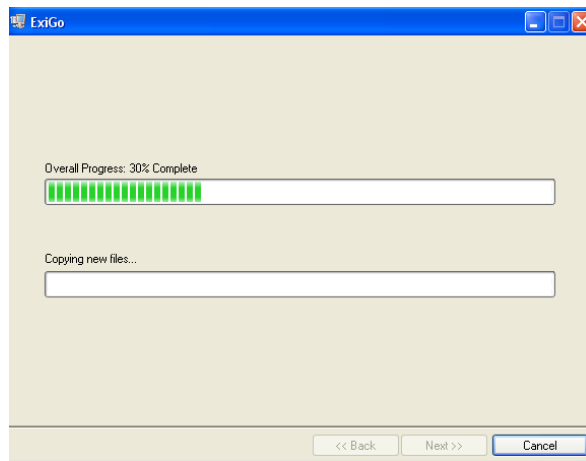 ExiGo
Overall Progress: 30% Complete
Copying new files...
<< Back Next >> Cancel